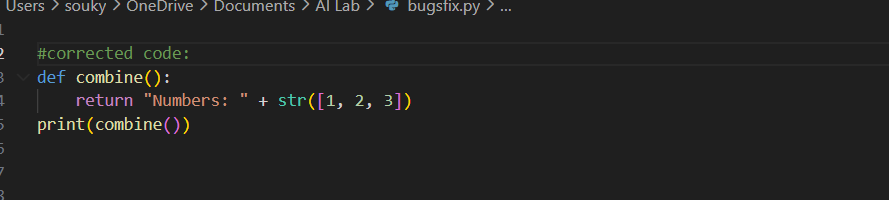 Users > souky > OneDrive > Documents > AI Lab > bugsfix.py > ...
1
2 #corrected code:
3 def combine():
4     return "Numbers: " + str([1, 2, 3])
5 print(combine())
6
7
8